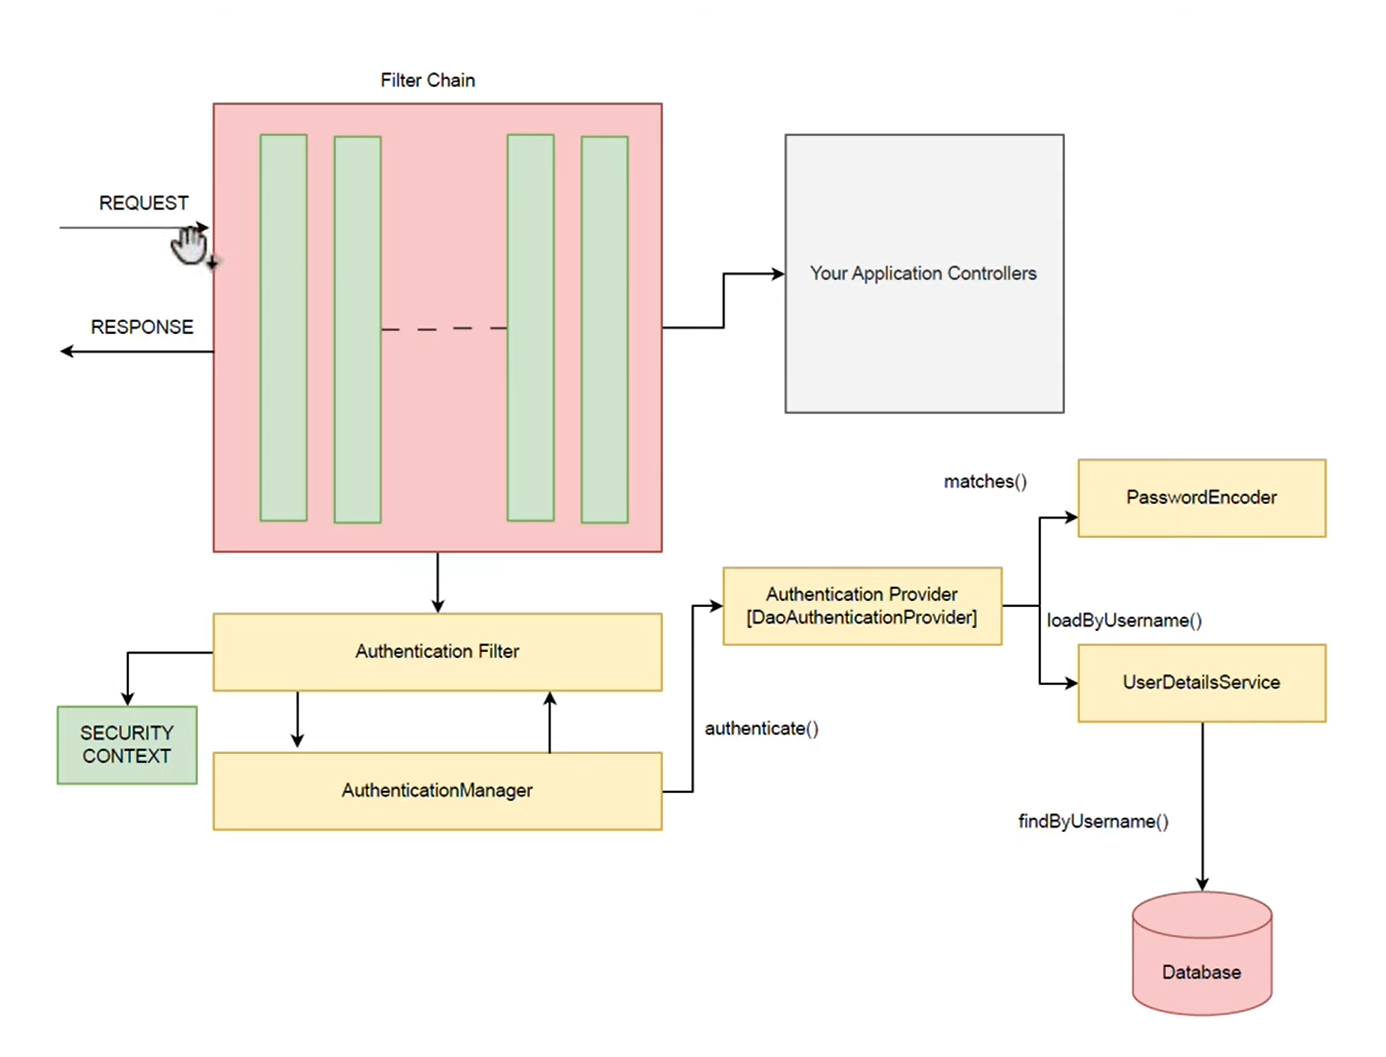 Filter Chain
REQUEST
RESPONSE
Your Application Controllers
matches()
PasswordEncoder
Authentication Provider
[DaoAuthenticationProvider]
loadByUsername()
UserDetailsService
Authentication Filter
SECURITY
CONTEXT
authenticate()
AuthenticationManager
findByUsername()
Database